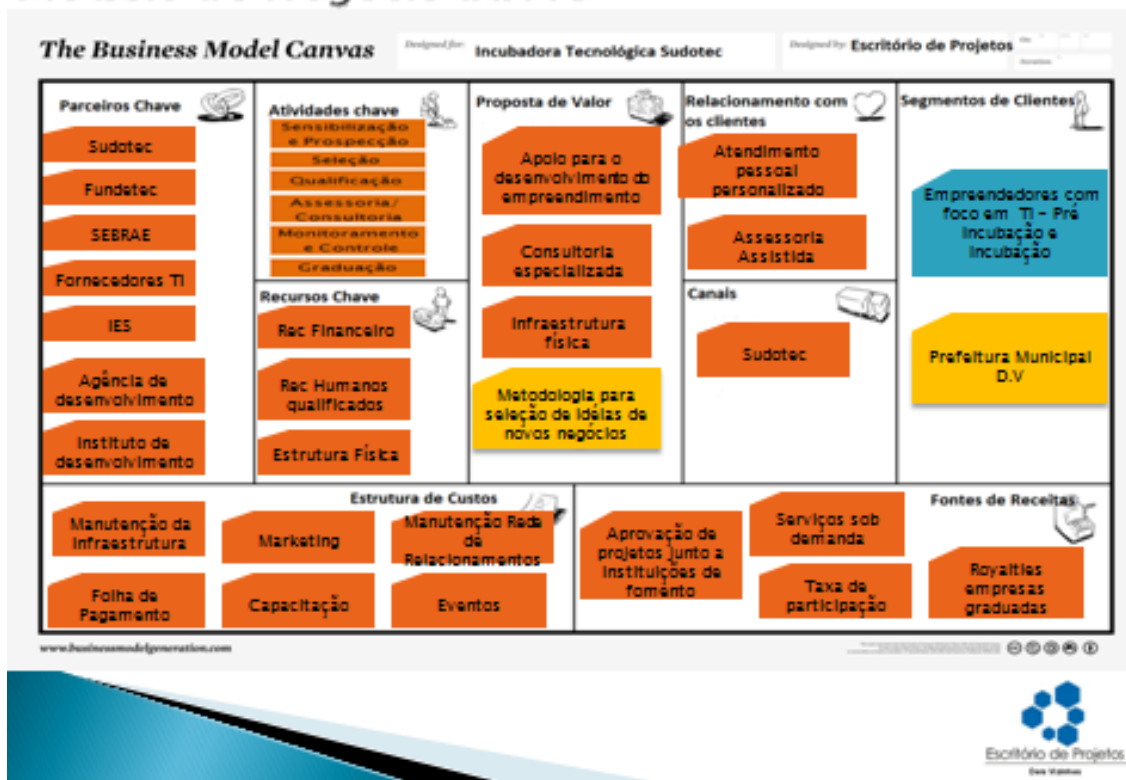 The Business Model Canvas
Designed for:
Incubadora Tecnológica Sudotec
Designed by:
Escritório de Projetos
Parceiros Chave
Sudotec
Fundetec
SEBRAE
Fornecedores TI
IES
Agência de
desenvolvimento
Instituto de
desenvolvimento
Atividades chave
Sensibilização
e Prospecção
Seleção
Qualificação
Assessoria/
Consultoria
Monitoramento
e Controle
Graduação
Recursos Chave
Rec Financeiro
Rec Humanos
qualificados
Estrutura Física
Proposta de Valor
Apoio para o
desenvolvimento do
empreendimento
Consultoria
especializada
Infraestrutura
física
Metodologia para
seleção de idéias de
novos negócios
Relacionamento com
os clientes
Atendimento
pessoal
personalizado
Assessoria
Assistida
Canais
Sudotec
Segmentos de Clientes
Empreendedores com
foco em TI – Pré
Incubação e
Incubação
Prefeitura Municipal
D.V
Estrutura de Custos
Manutenção da
Infraestrutura
Marketing
Manutenção Rede
de
Relacionamentos
Folha de
Pagamento
Capacitação
Eventos
Fontes de Receitas
Aprovação de
projetos junto a
instituições de
fomento
Serviços sob
demanda
Taxa de
participação
Royalties
empresas
graduadas
www.businessmodelgeneration.com
Escritório de Projetos
Dois Vizinhos